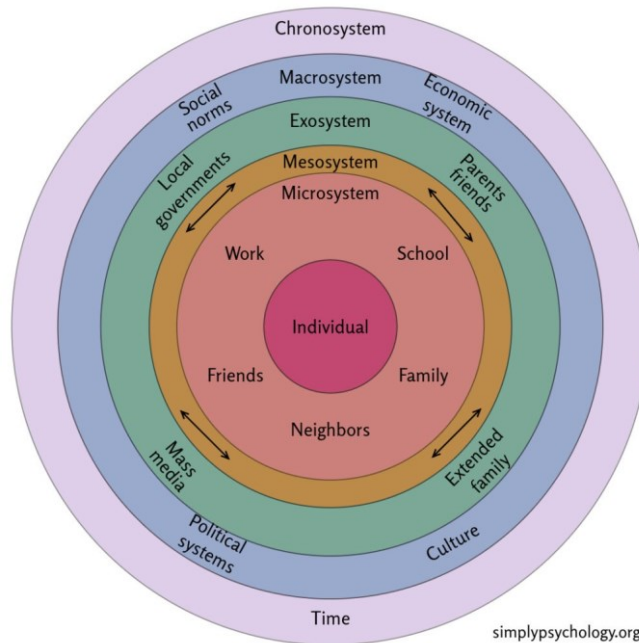 Chronosystem
Macrosystem
Social
norms
Economic
system
Exosystem
Local
governments
Parents
friends
Mesosystem
Microsystem
Work
School
Individual
Friends
Family
Neighbors
Mass
media
Extended
family
Political
systems
Culture
Time
simplypsychology.org